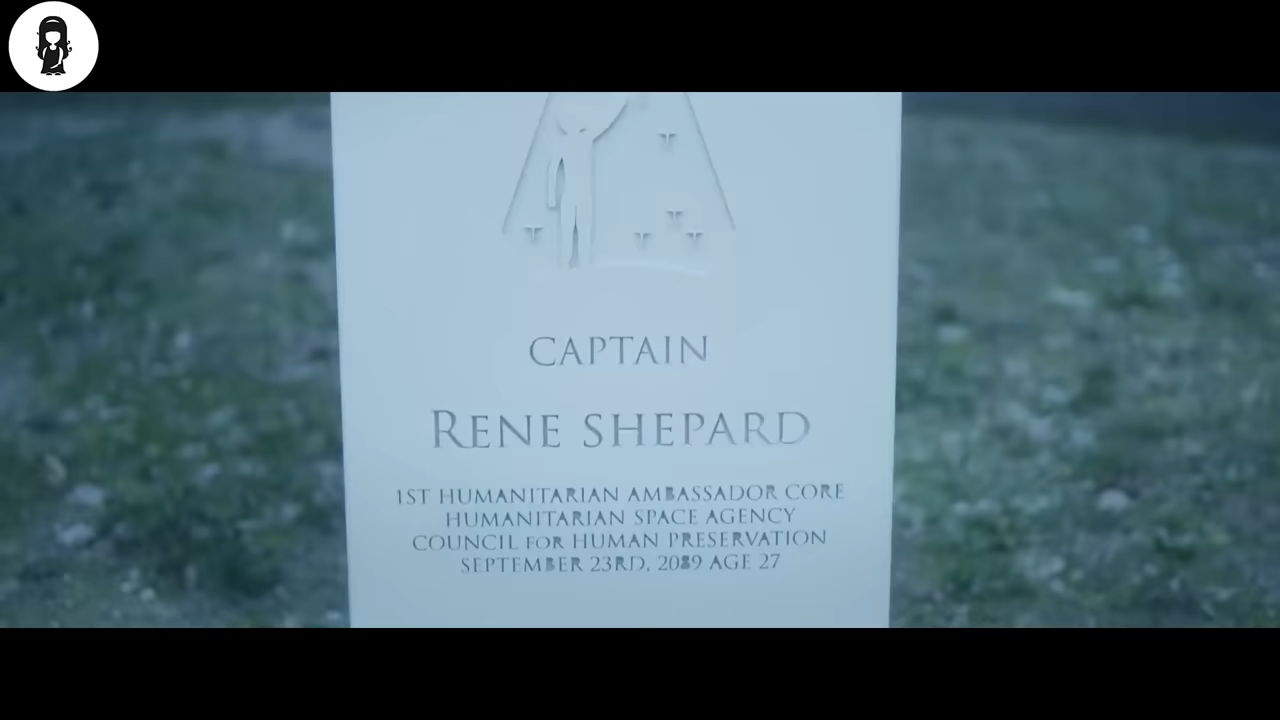 CAPTAIN
RENE SHEPARD
1ST HUMANITARIAN AMBASSADOR CORE
HUMANITARIAN SPACE AGENCY
COUNCIL FOR HUMAN PRESERVATION
SEPTEMBER 23RD, 2089 AGE 27